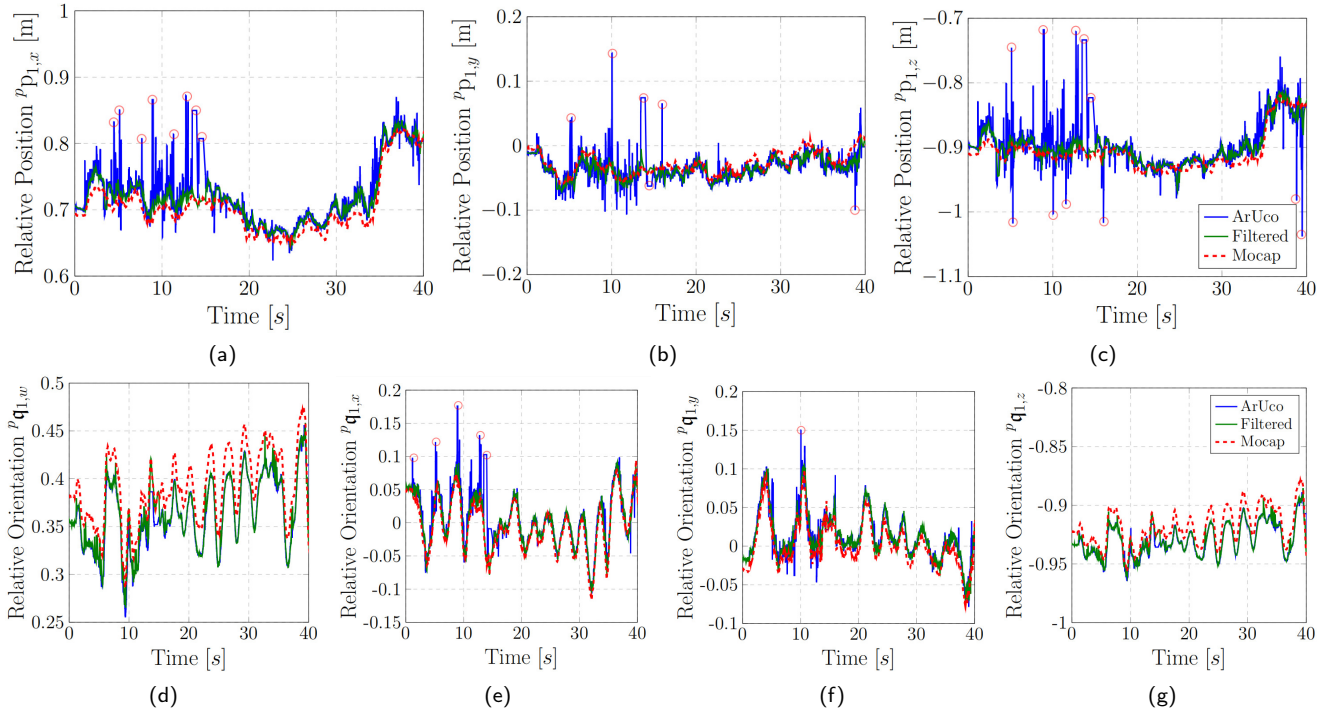 Relative Position ᵖp₁,ₓ [m]
1
0.9
0.8
0.7
0.6
0
10
20
30
40
Time [s]
(a)
Relative Position ᵖp₁,y [m]
0.2
0.1
0
−0.1
−0.2
0
10
20
30
40
Time [s]
(b)
Relative Position ᵖp₁,z [m]
−0.7
−0.8
−0.9
−1
−1.1
0
10
20
30
40
ArUco
Filtered
Mocap
Time [s]
(c)
Relative Orientation ᵖq₁,w
0.5
0.45
0.4
0.35
0.3
0.25
0
10
20
30
40
Time [s]
(d)
Relative Orientation ᵖq₁,ₓ
0.2
0.15
0.1
0.05
0
-0.05
-0.1
-0.15
0
10
20
30
40
Time [s]
(e)
Relative Orientation ᵖq₁,y
0.2
0.15
0.1
0.05
0
-0.05
-0.1
0
10
20
30
40
Time [s]
(f)
Relative Orientation ᵖq₁,z
-0.8
-0.85
-0.9
-0.95
-1
0
10
20
30
40
ArUco
Filtered
Mocap
Time [s]
(g)